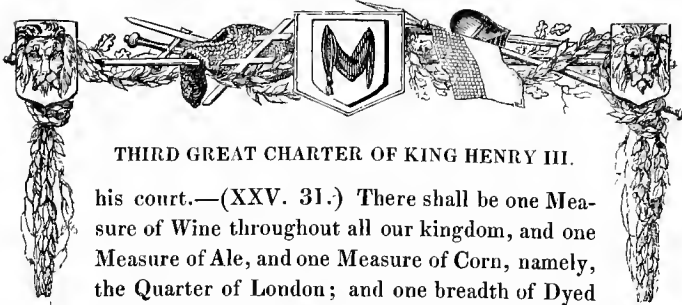 THIRD GREAT CHARTER OF KING HENRY III.
his court.—(XXV. 31.) There shall be one Mea-
sure of Wine throughout all our kingdom, and one
Measure of Ale, and one Measure of Corn, namely,
the Quarter of London; and one breadth of Dyed